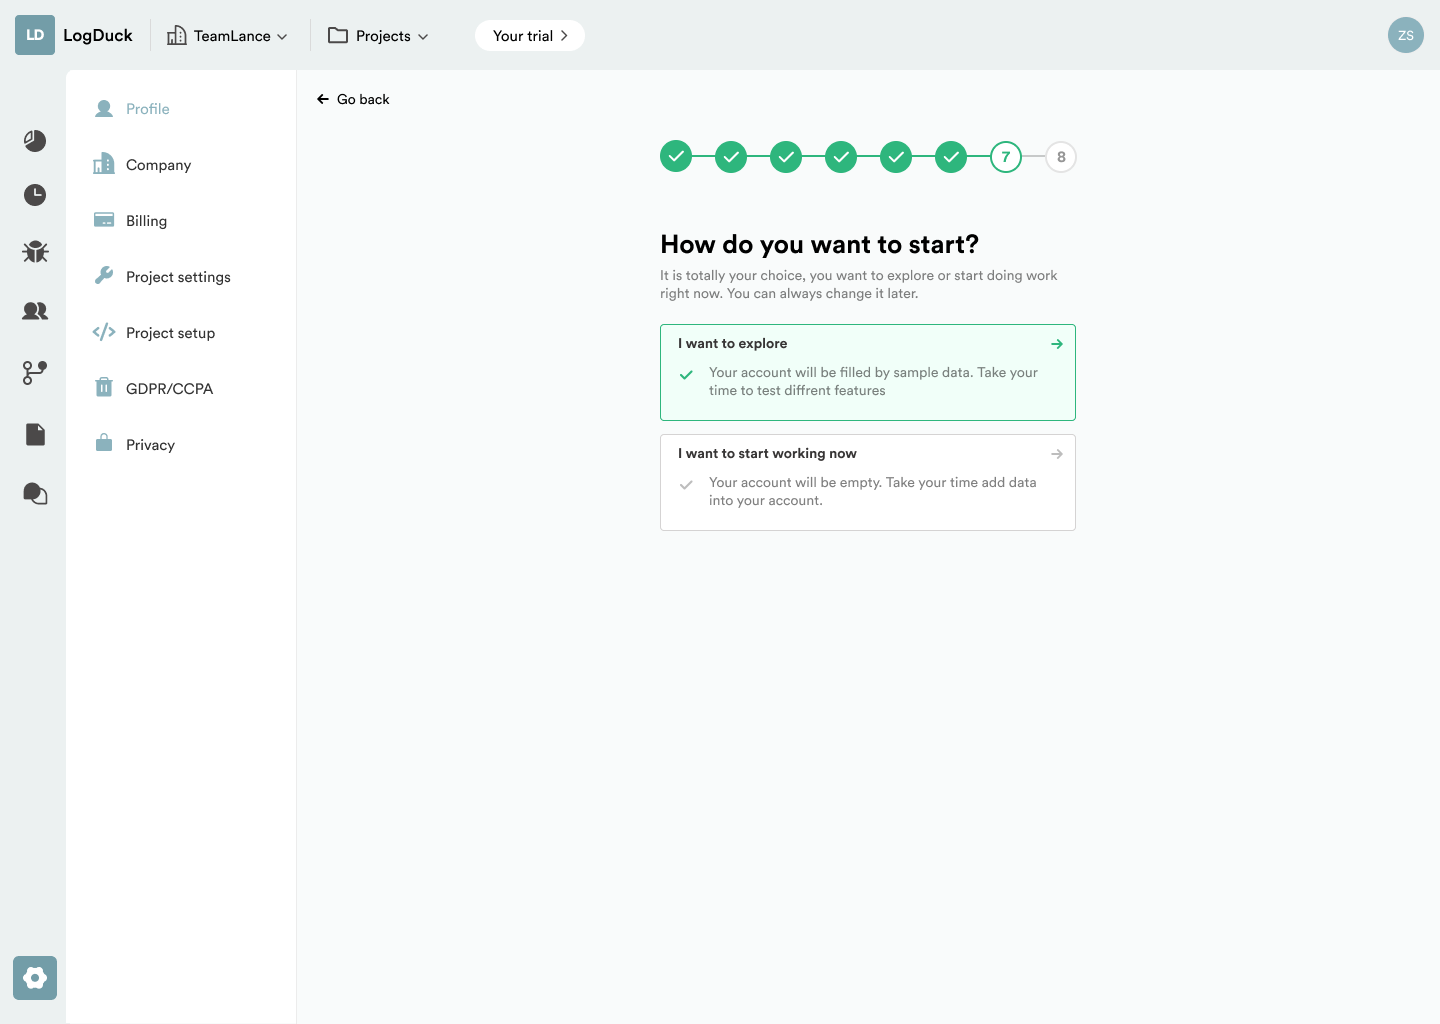 LD LogDuck TeamLance Projects Your trial ZS
Profile
Company
Billing
Project settings
Project setup
GDPR/CCPA
Privacy
Go back
7 8
How do you want to start?
It is totally your choice, you want to explore or start doing work
right now. You can always change it later.
I want to explore
Your account will be filled by sample data. Take your
time to test diffrent features
I want to start working now
Your account will be empty. Take your time add data
into your account.